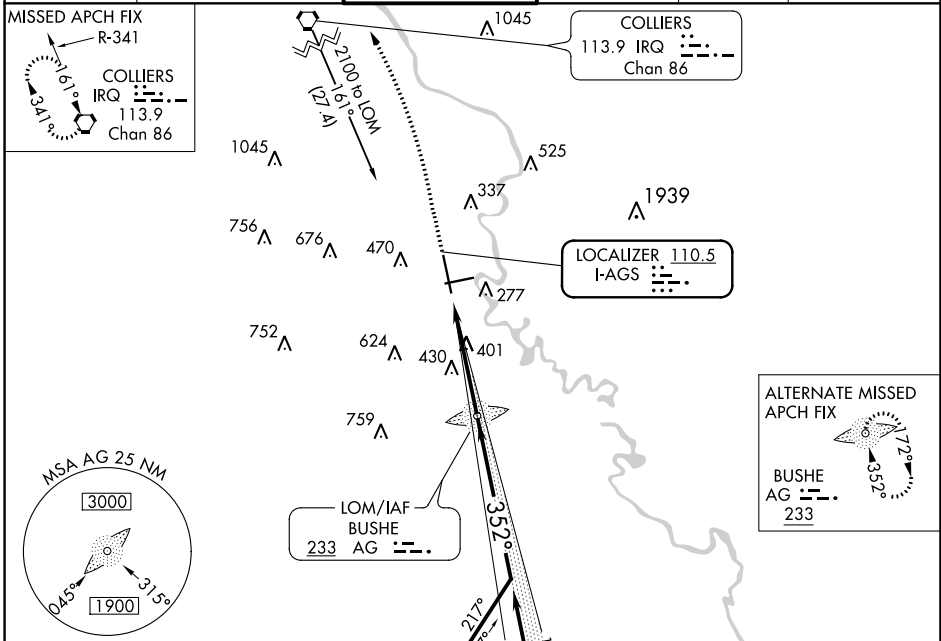 MISSED APCH FIX
R-341
161°
341°
COLLIERS
IRQ
113.9
Chan 86
2100 to LOM
161°
(27.4)
1045
COLLIERS
113.9 IRQ
Chan 86
1045
525
337
1939
756
676
470
LOCALIZER 110.5
I-AGS
277
752
624
430
401
759
ALTERNATE MISSED
APCH FIX
172°
352°
BUSHE
AG
233
MSA AG 25 NM
3000
045°
315°
1900
LOM/IAF
BUSHE
233 AG
352°
217°